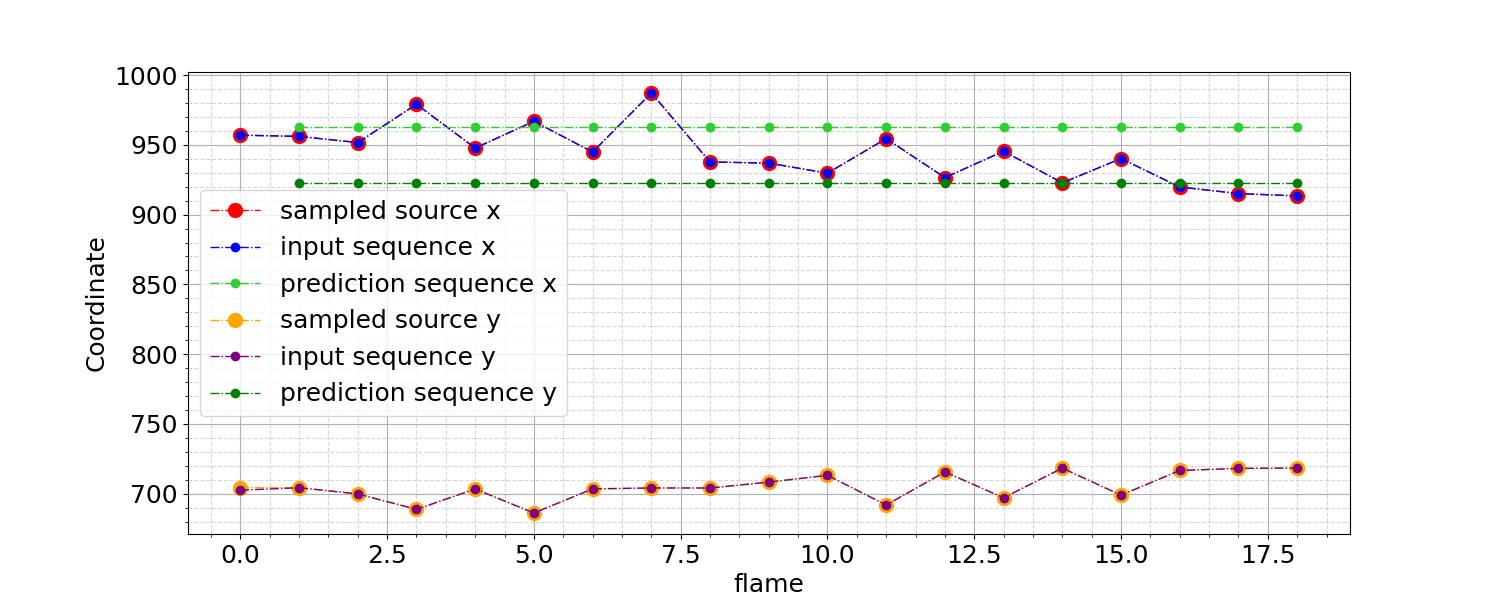 1000
950
900
850
800
750
700
Coordinate
sampled source x
input sequence x
prediction sequence x
sampled source y
input sequence y
prediction sequence y
0.0 2.5 5.0 7.5 10.0 12.5 15.0 17.5
flame